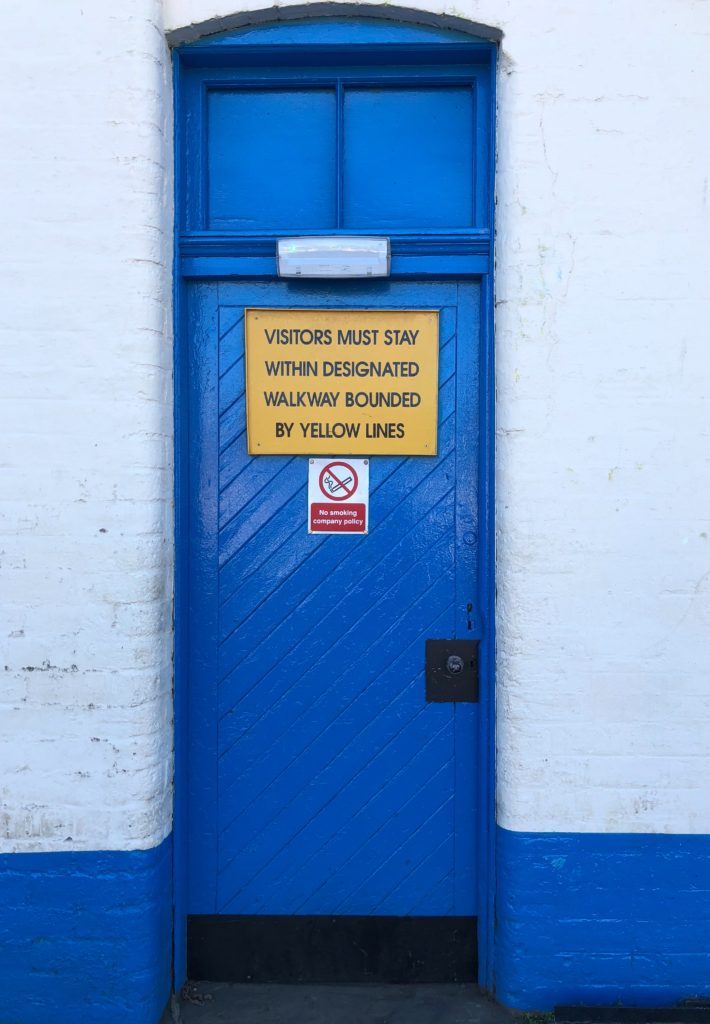 VISITORS MUST STAY
WITHIN DESIGNATED
WALKWAY BOUNDED
BY YELLOW LINES
No smoking
company policy